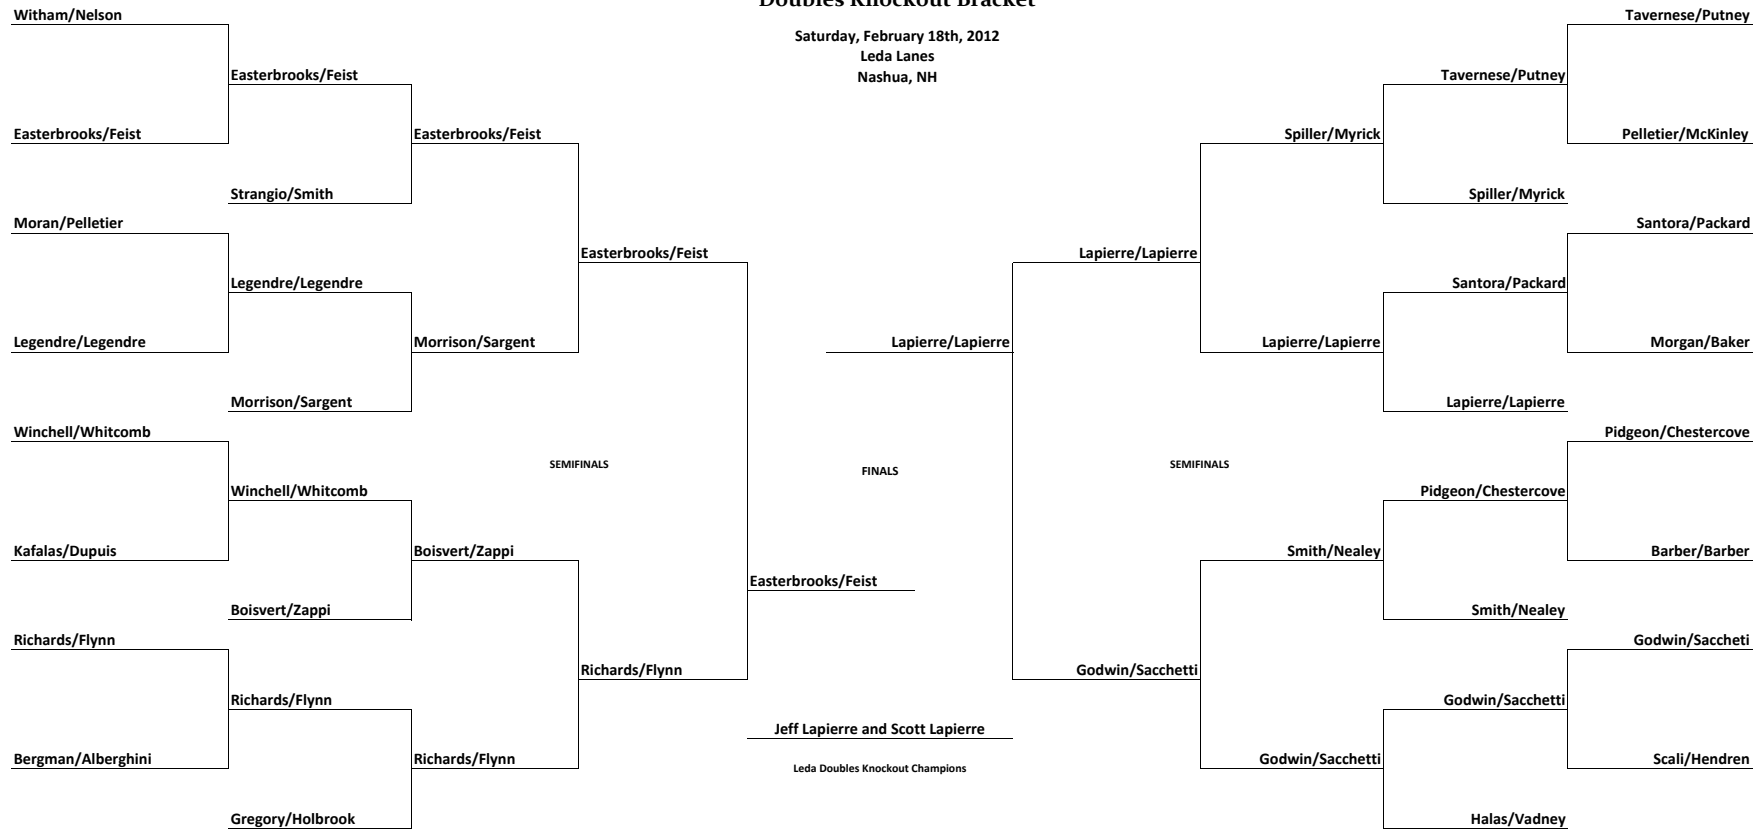 Doubles Knockout Bracket
Saturday, February 18th, 2012
Leda Lanes
Nashua, NH
Witham/Nelson
Easterbrooks/Feist
Easterbrooks/Feist
Easterbrooks/Feist
Strangio/Smith
Moran/Pelletier
Easterbrooks/Feist
Legendre/Legendre
Legendre/Legendre
Morrison/Sargent
Morrison/Sargent
Winchell/Whitcomb
SEMIFINALS
Winchell/Whitcomb
Kafalas/Dupuis
Boisvert/Zappi
Easterbrooks/Feist
Boisvert/Zappi
Richards/Flynn
Richards/Flynn
Richards/Flynn
Bergman/Alberghini
Richards/Flynn
Gregory/Holbrook
FINALS
Jeff Lapierre and Scott Lapierre
Leda Doubles Knockout Champions
Tavernese/Putney
Tavernese/Putney
Spiller/Myrick
Pelletier/McKinley
Spiller/Myrick
Santora/Packard
Lapierre/Lapierre
Santora/Packard
Lapierre/Lapierre
Lapierre/Lapierre
Morgan/Baker
Lapierre/Lapierre
Pidgeon/Chestercove
SEMIFINALS
Pidgeon/Chestercove
Smith/Nealey
Barber/Barber
Smith/Nealey
Godwin/Saccheti
Godwin/Sacchetti
Godwin/Sacchetti
Godwin/Sacchetti
Scali/Hendren
Halas/Vadney